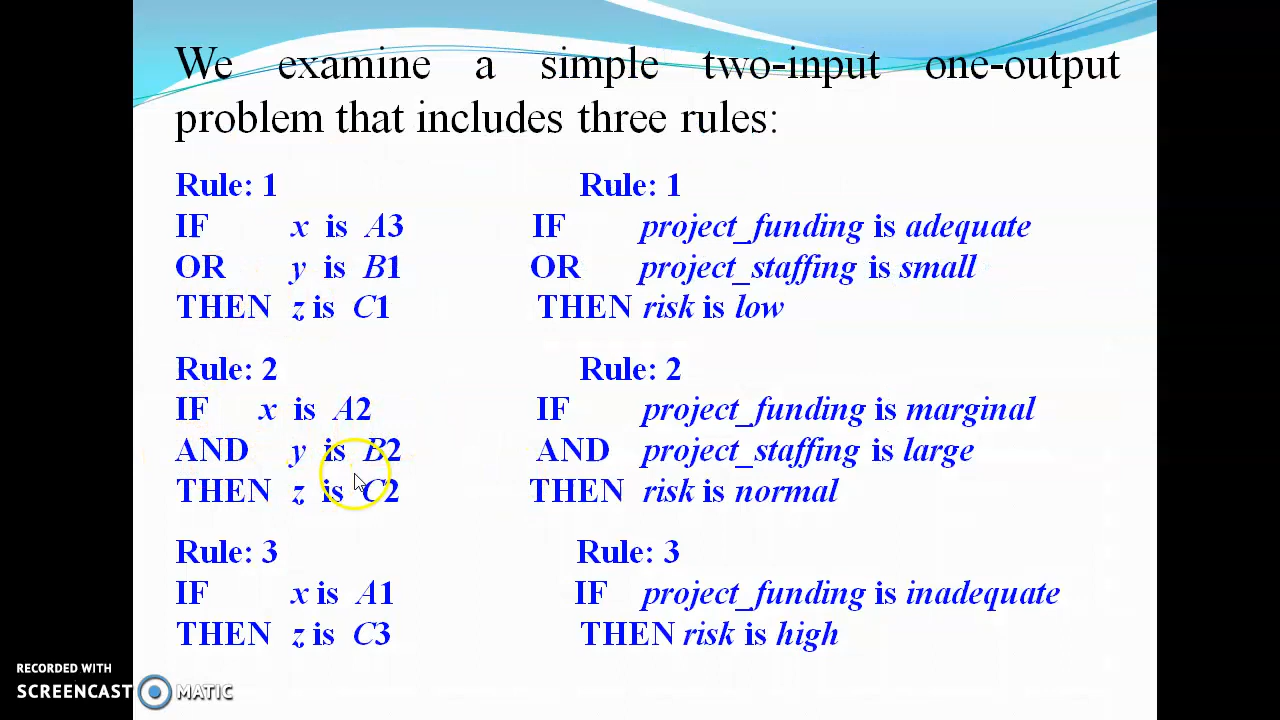 We examine a simple two-input one-output
problem that includes three rules:
Rule: 1 Rule: 1
IF x is A3 IF project_funding is adequate
OR y is B1 OR project_staffing is small
THEN z is C1 THEN risk is low
Rule: 2 Rule: 2
IF x is A2 IF project_funding is marginal
AND y is B2 AND project_staffing is large
THEN z is C2 THEN risk is normal
Rule: 3 Rule: 3
IF x is A1 IF project_funding is inadequate
THEN z is C3 THEN risk is high
RECORDED WITH
SCREENCAST MATIC